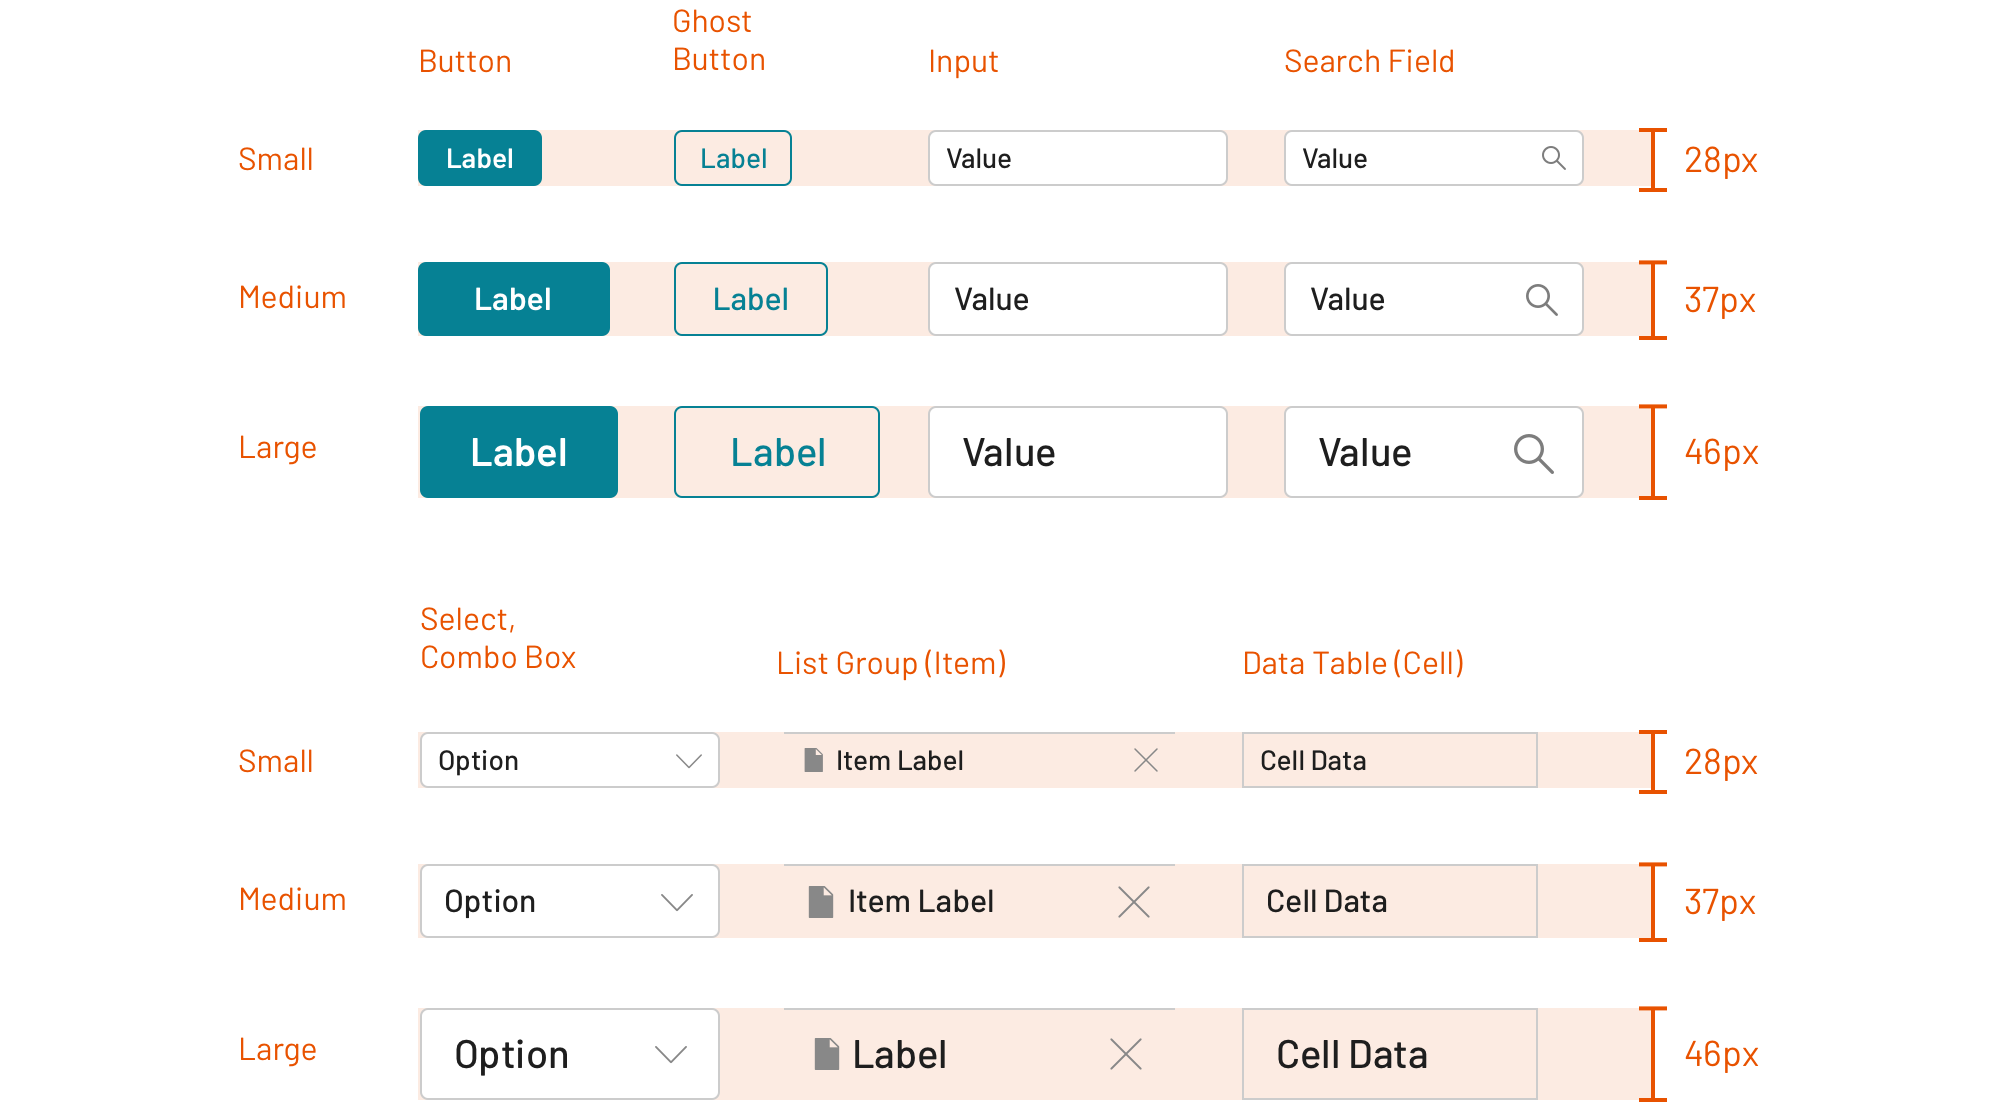 Ghost
Button
Button
Input
Search Field
Small
Label
Label
Value
Value
28px
Medium
Label
Label
Value
Value
37px
Large
Label
Label
Value
Value
46px
Select,
Combo Box
List Group (Item)
Data Table (Cell)
Small
Option
Item Label
Cell Data
28px
Medium
Option
Item Label
Cell Data
37px
Large
Option
Label
Cell Data
46px